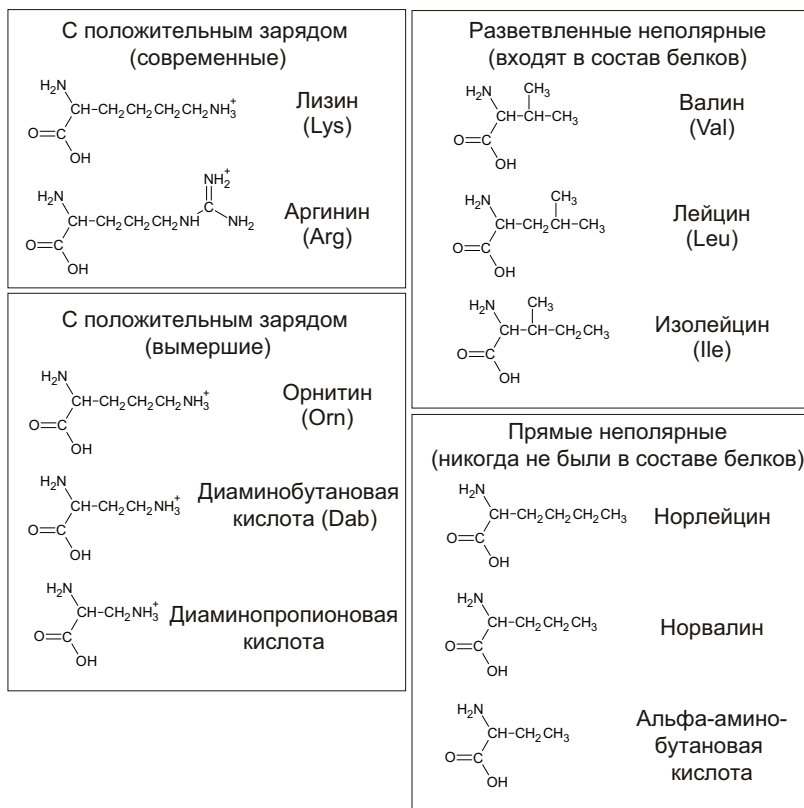 С положительным зарядом
(современные)
H₂N
CH–CH₂CH₂CH₂CH₂NH₃⁺
O=C
OH
Лизин
(Lys)
NH₂⁺
H₂N
CH–CH₂CH₂CH₂NH–C–NH₂
O=C
OH
Аргинин
(Arg)
С положительным зарядом
(вымершие)
H₂N
CH–CH₂CH₂CH₂NH₃⁺
O=C
OH
Орнитин
(Orn)
H₂N
CH–CH₂CH₂NH₃⁺
O=C
OH
Диаминобутановая
кислота (Dab)
H₂N
CH–CH₂NH₃⁺
O=C
OH
Диаминопропионовая
кислота
Разветвленные неполярные
(входят в состав белков)
CH₃
H₂N
CH–CH–CH₃
O=C
OH
Валин
(Val)
CH₃
H₂N
CH–CH₂CH–CH₃
O=C
OH
Лейцин
(Leu)
CH₃
H₂N
CH–CH–CH₂CH₃
O=C
OH
Изолейцин
(Ile)
Прямые неполярные
(никогда не были в составе белков)
H₂N
CH–CH₂CH₂CH₂CH₃
O=C
OH
Норлейцин
H₂N
CH–CH₂CH₂CH₃
O=C
OH
Норвалин
H₂N
CH–CH₂CH₃
O=C
OH
Альфа-амино-
бутановая
кислота